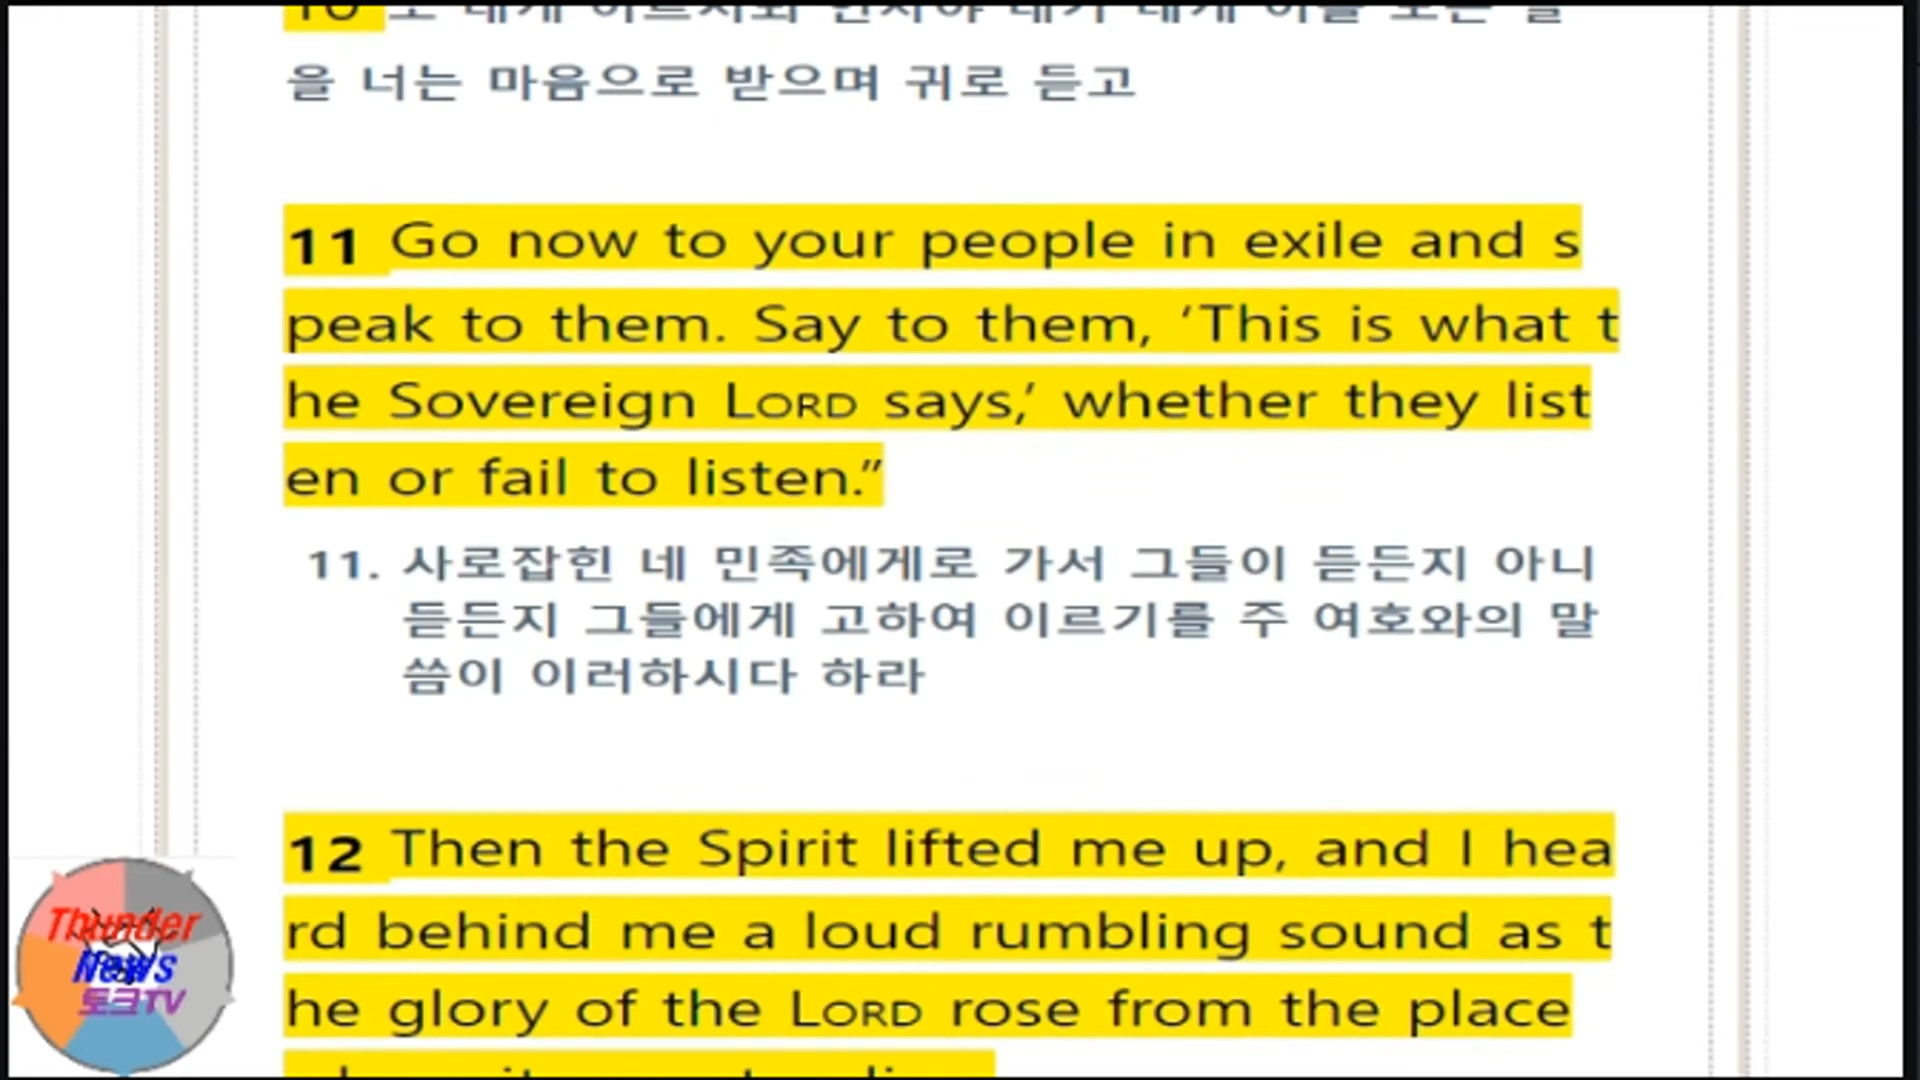 을 너는 마음으로 받으며 귀로 듣고
11 Go now to your people in exile and s
peak to them. Say to them, ‘This is what t
he Sovereign LORD says,’ whether they list
en or fail to listen.”
11. 사로잡힌 네 민족에게로 가서 그들이 듣든지 아니
듣든지 그들에게 고하여 이르기를 주 여호와의 말
씀이 이러하시다 하라
12 Then the Spirit lifted me up, and I hea
rd behind me a loud rumbling sound as t
he glory of the LORD rose from the place
Thunder
News
토크TV